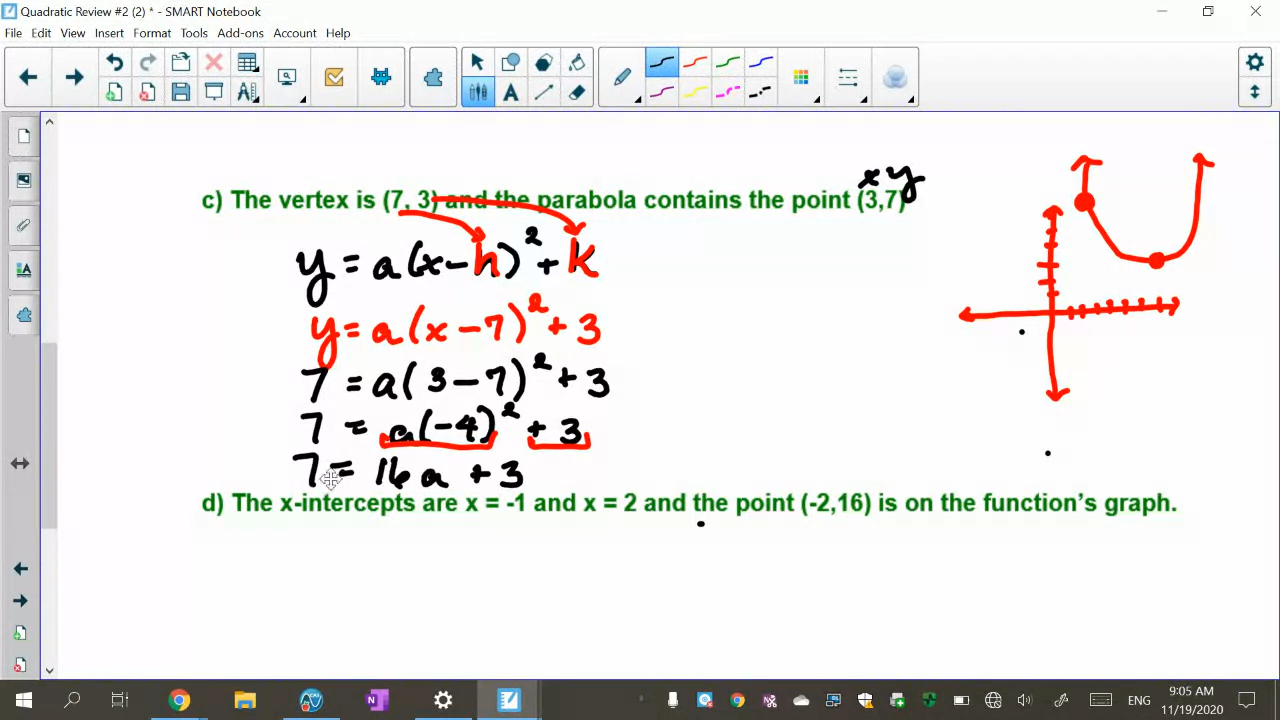 Quadratic Review #2 (2) * - SMART Notebook
File Edit View Insert Format Tools Add-ons Account Help
x y
c) The vertex is (7, 3) and the parabola contains the point (3,7)
y = a(x-h)² + k
y = a(x-7)² + 3
7 = a(3-7)² + 3
7 = a(-4)² + 3
7 = 16a + 3
d) The x-intercepts are x = -1 and x = 2 and the point (-2,16) is on the function's graph.
ENG
9:05 AM
11/19/2020